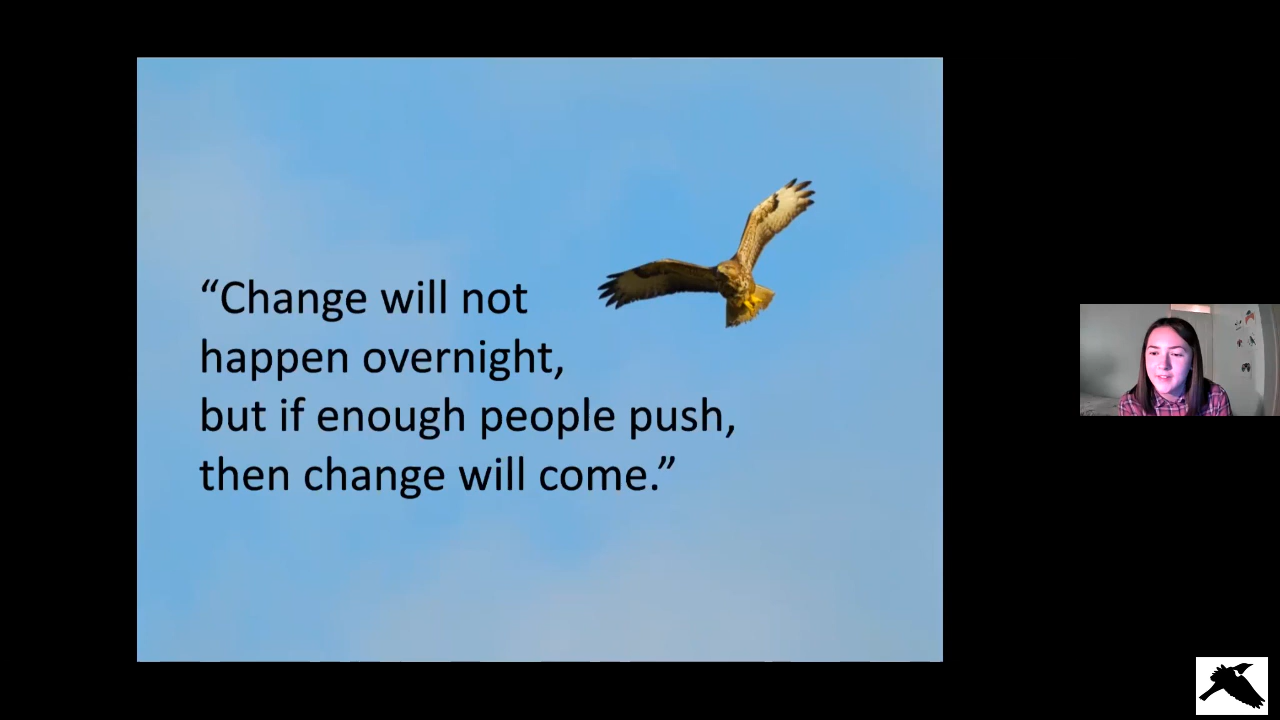 “Change will not
happen overnight,
but if enough people push,
then change will come.”